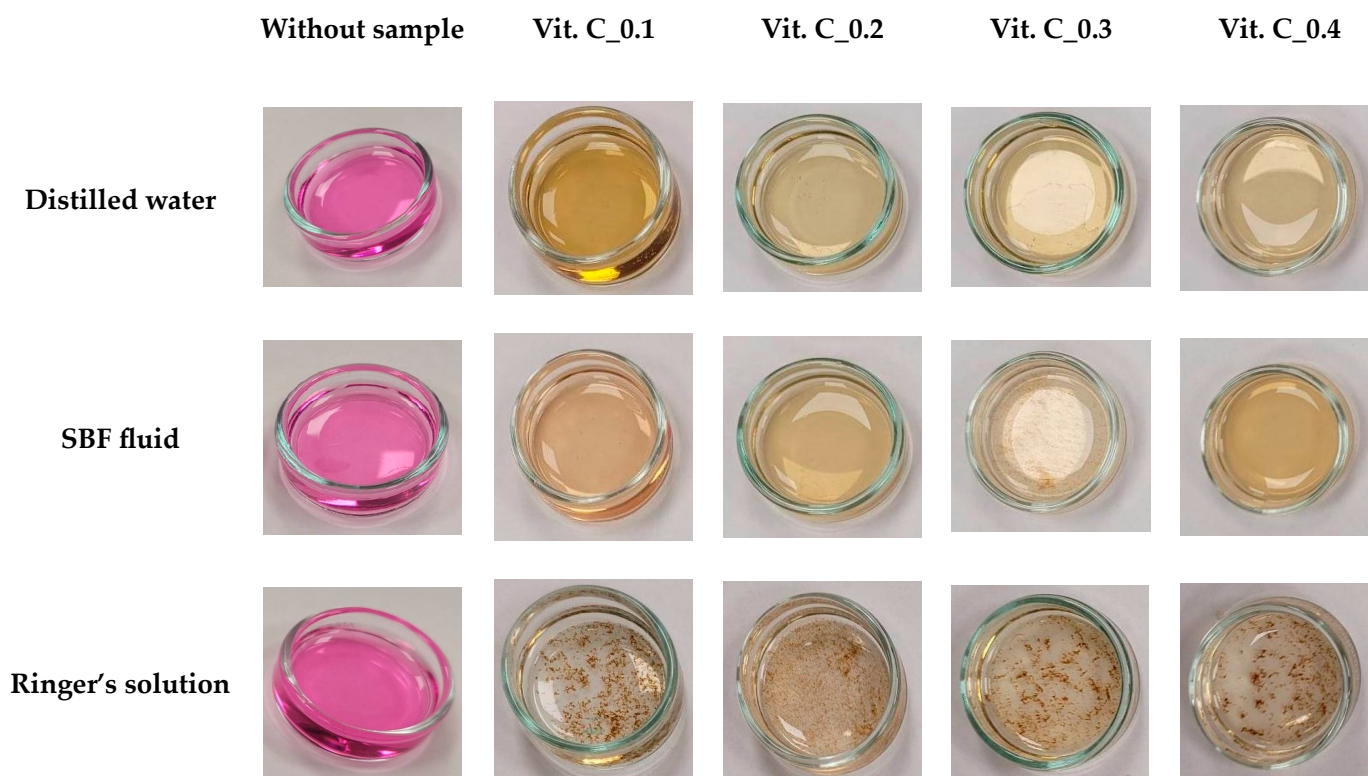 Without sample Vit. C_0.1 Vit. C_0.2 Vit. C_0.3 Vit. C_0.4
Distilled water
SBF fluid
Ringer’s solution